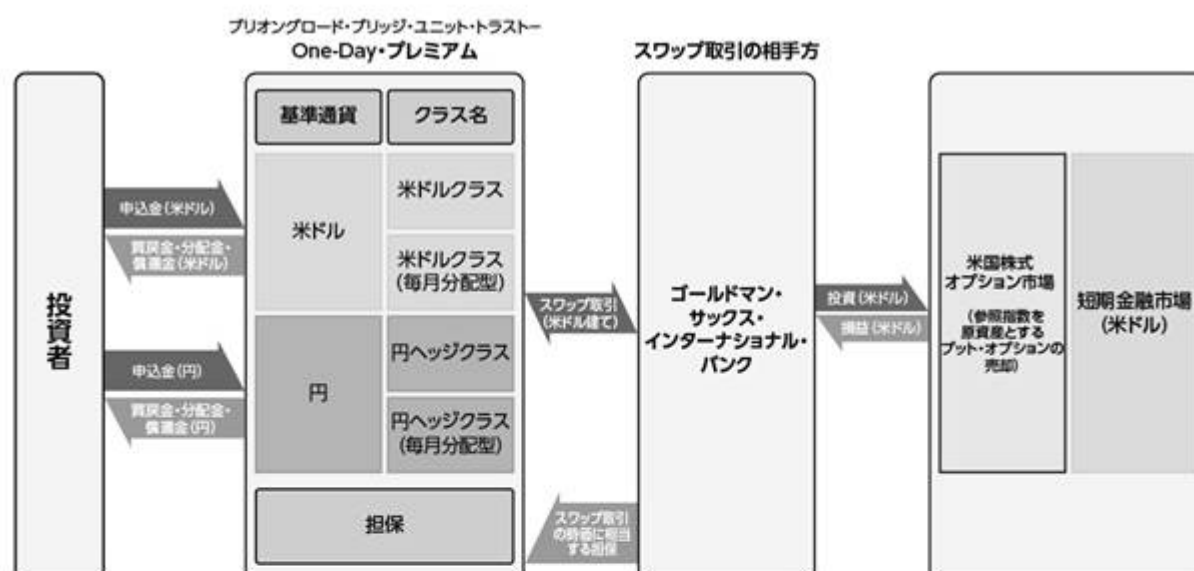 プリオングロード・ブリッジ・ユニット・トラストー
One-Day・プレミアム
スワップ取引の相手方
投資者
申込金(米ドル)
買戻金・分配金・
償還金(米ドル)
申込金(円)
買戻金・分配金・
償還金(円)
基準通貨
クラス名
米ドル
米ドルクラス
米ドルクラス
(毎月分配型)
円
円ヘッジクラス
円ヘッジクラス
(毎月分配型)
担保
スワップ取引
(米ドル建て)
スワップ取引
の時価に相当
する担保
ゴールドマン・
サックス・
インターナショナル・
バンク
投資(米ドル)
損益(米ドル)
米国株式
オプション市場
(参照指数を
原資産とする
プット・オプションの
売却)
短期金融市場
(米ドル)